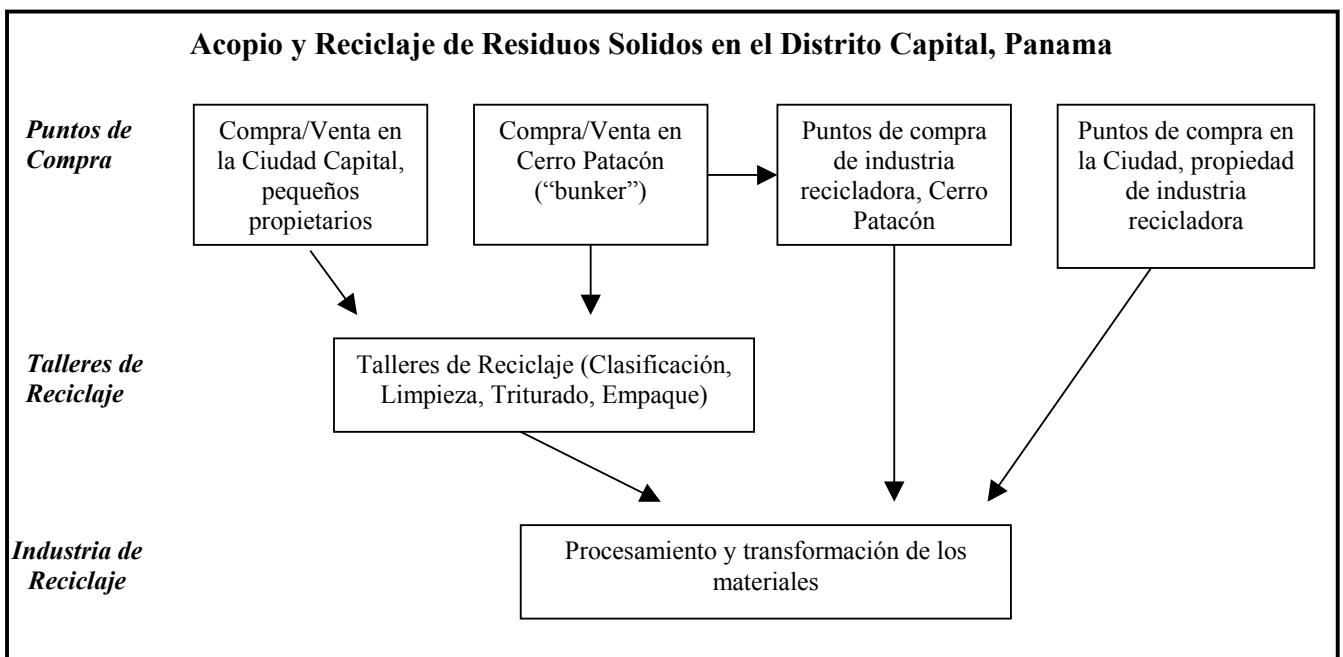 Acopio y Reciclaje de Residuos Solidos en el Distrito Capital, Panama
Puntos de
Compra
Compra/Venta en
la Ciudad Capital,
pequeños
propietarios
Compra/Venta en
Cerro Patacón
(“bunker”)
Puntos de compra
de industria
recicladora, Cerro
Patacón
Puntos de compra en
la Ciudad, propiedad
de industria
recicladora
Talleres de
Reciclaje
Talleres de Reciclaje (Clasificación,
Limpieza, Triturado, Empaque)
Industria de
Reciclaje
Procesamiento y transformación de los
materiales